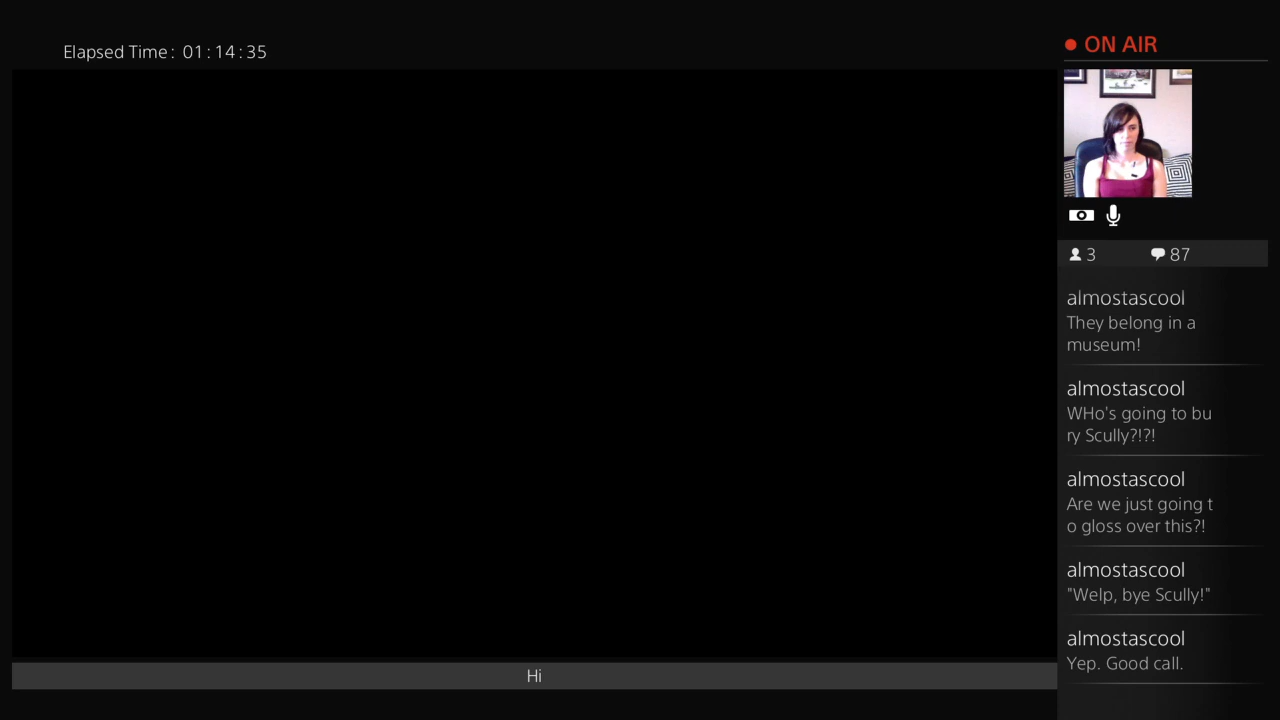 Elapsed Time: 01:14:35
ON AIR
3
87
almostascool
They belong in a
museum!
almostascool
WHo's going to bu
ry Scully?!?!
almostascool
Are we just going t
o gloss over this?!
almostascool
"Welp, bye Scully!"
almostascool
Yep. Good call.
Hi